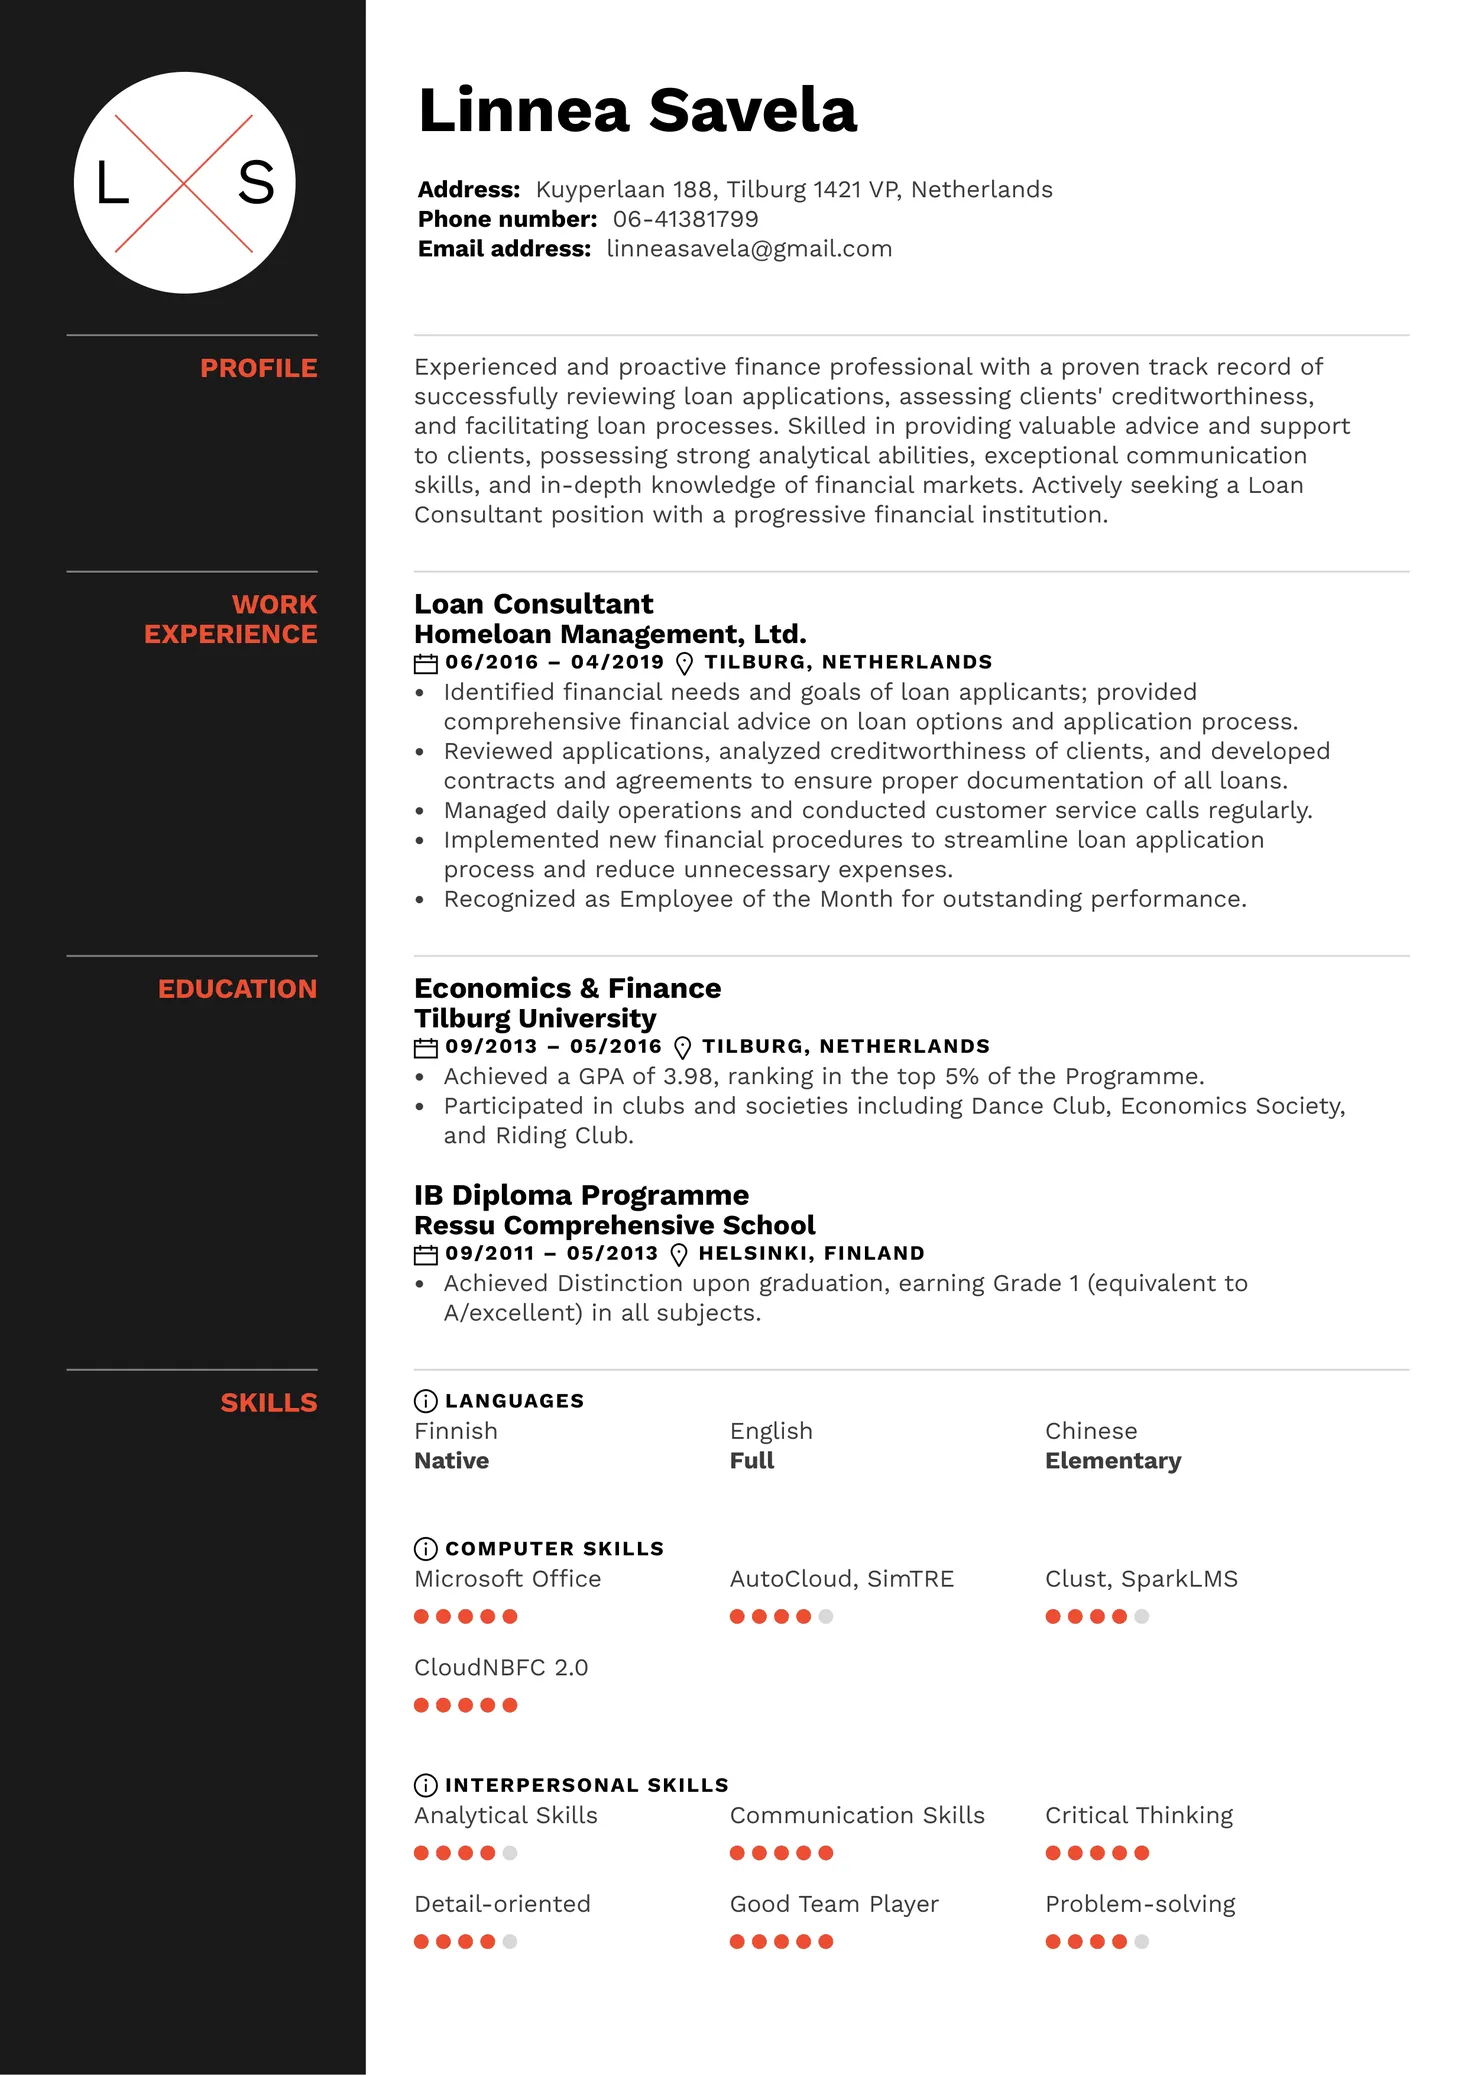 L S
Linnea Savela
Address: Kuyperlaan 188, Tilburg 1421 VP, Netherlands
Phone number: 06-41381799
Email address: linneasavela@gmail.com
PROFILE
Experienced and proactive finance professional with a proven track record of
successfully reviewing loan applications, assessing clients' creditworthiness,
and facilitating loan processes. Skilled in providing valuable advice and support
to clients, possessing strong analytical abilities, exceptional communication
skills, and in-depth knowledge of financial markets. Actively seeking a Loan
Consultant position with a progressive financial institution.
WORK
EXPERIENCE
Loan Consultant
Homeloan Management, Ltd.
06/2016 – 04/2019 TILBURG, NETHERLANDS
• Identified financial needs and goals of loan applicants; provided
comprehensive financial advice on loan options and application process.
• Reviewed applications, analyzed creditworthiness of clients, and developed
contracts and agreements to ensure proper documentation of all loans.
• Managed daily operations and conducted customer service calls regularly.
• Implemented new financial procedures to streamline loan application
process and reduce unnecessary expenses.
• Recognized as Employee of the Month for outstanding performance.
EDUCATION
Economics & Finance
Tilburg University
09/2013 – 05/2016 TILBURG, NETHERLANDS
• Achieved a GPA of 3.98, ranking in the top 5% of the Programme.
• Participated in clubs and societies including Dance Club, Economics Society,
and Riding Club.
IB Diploma Programme
Ressu Comprehensive School
09/2011 – 05/2013 HELSINKI, FINLAND
• Achieved Distinction upon graduation, earning Grade 1 (equivalent to
A/excellent) in all subjects.
SKILLS
LANGUAGES
Finnish English Chinese
Native Full Elementary
COMPUTER SKILLS
Microsoft Office AutoCloud, SimTRE Clust, SparkLMS
CloudNBFC 2.0
INTERPERSONAL SKILLS
Analytical Skills Communication Skills Critical Thinking
Detail-oriented Good Team Player Problem-solving